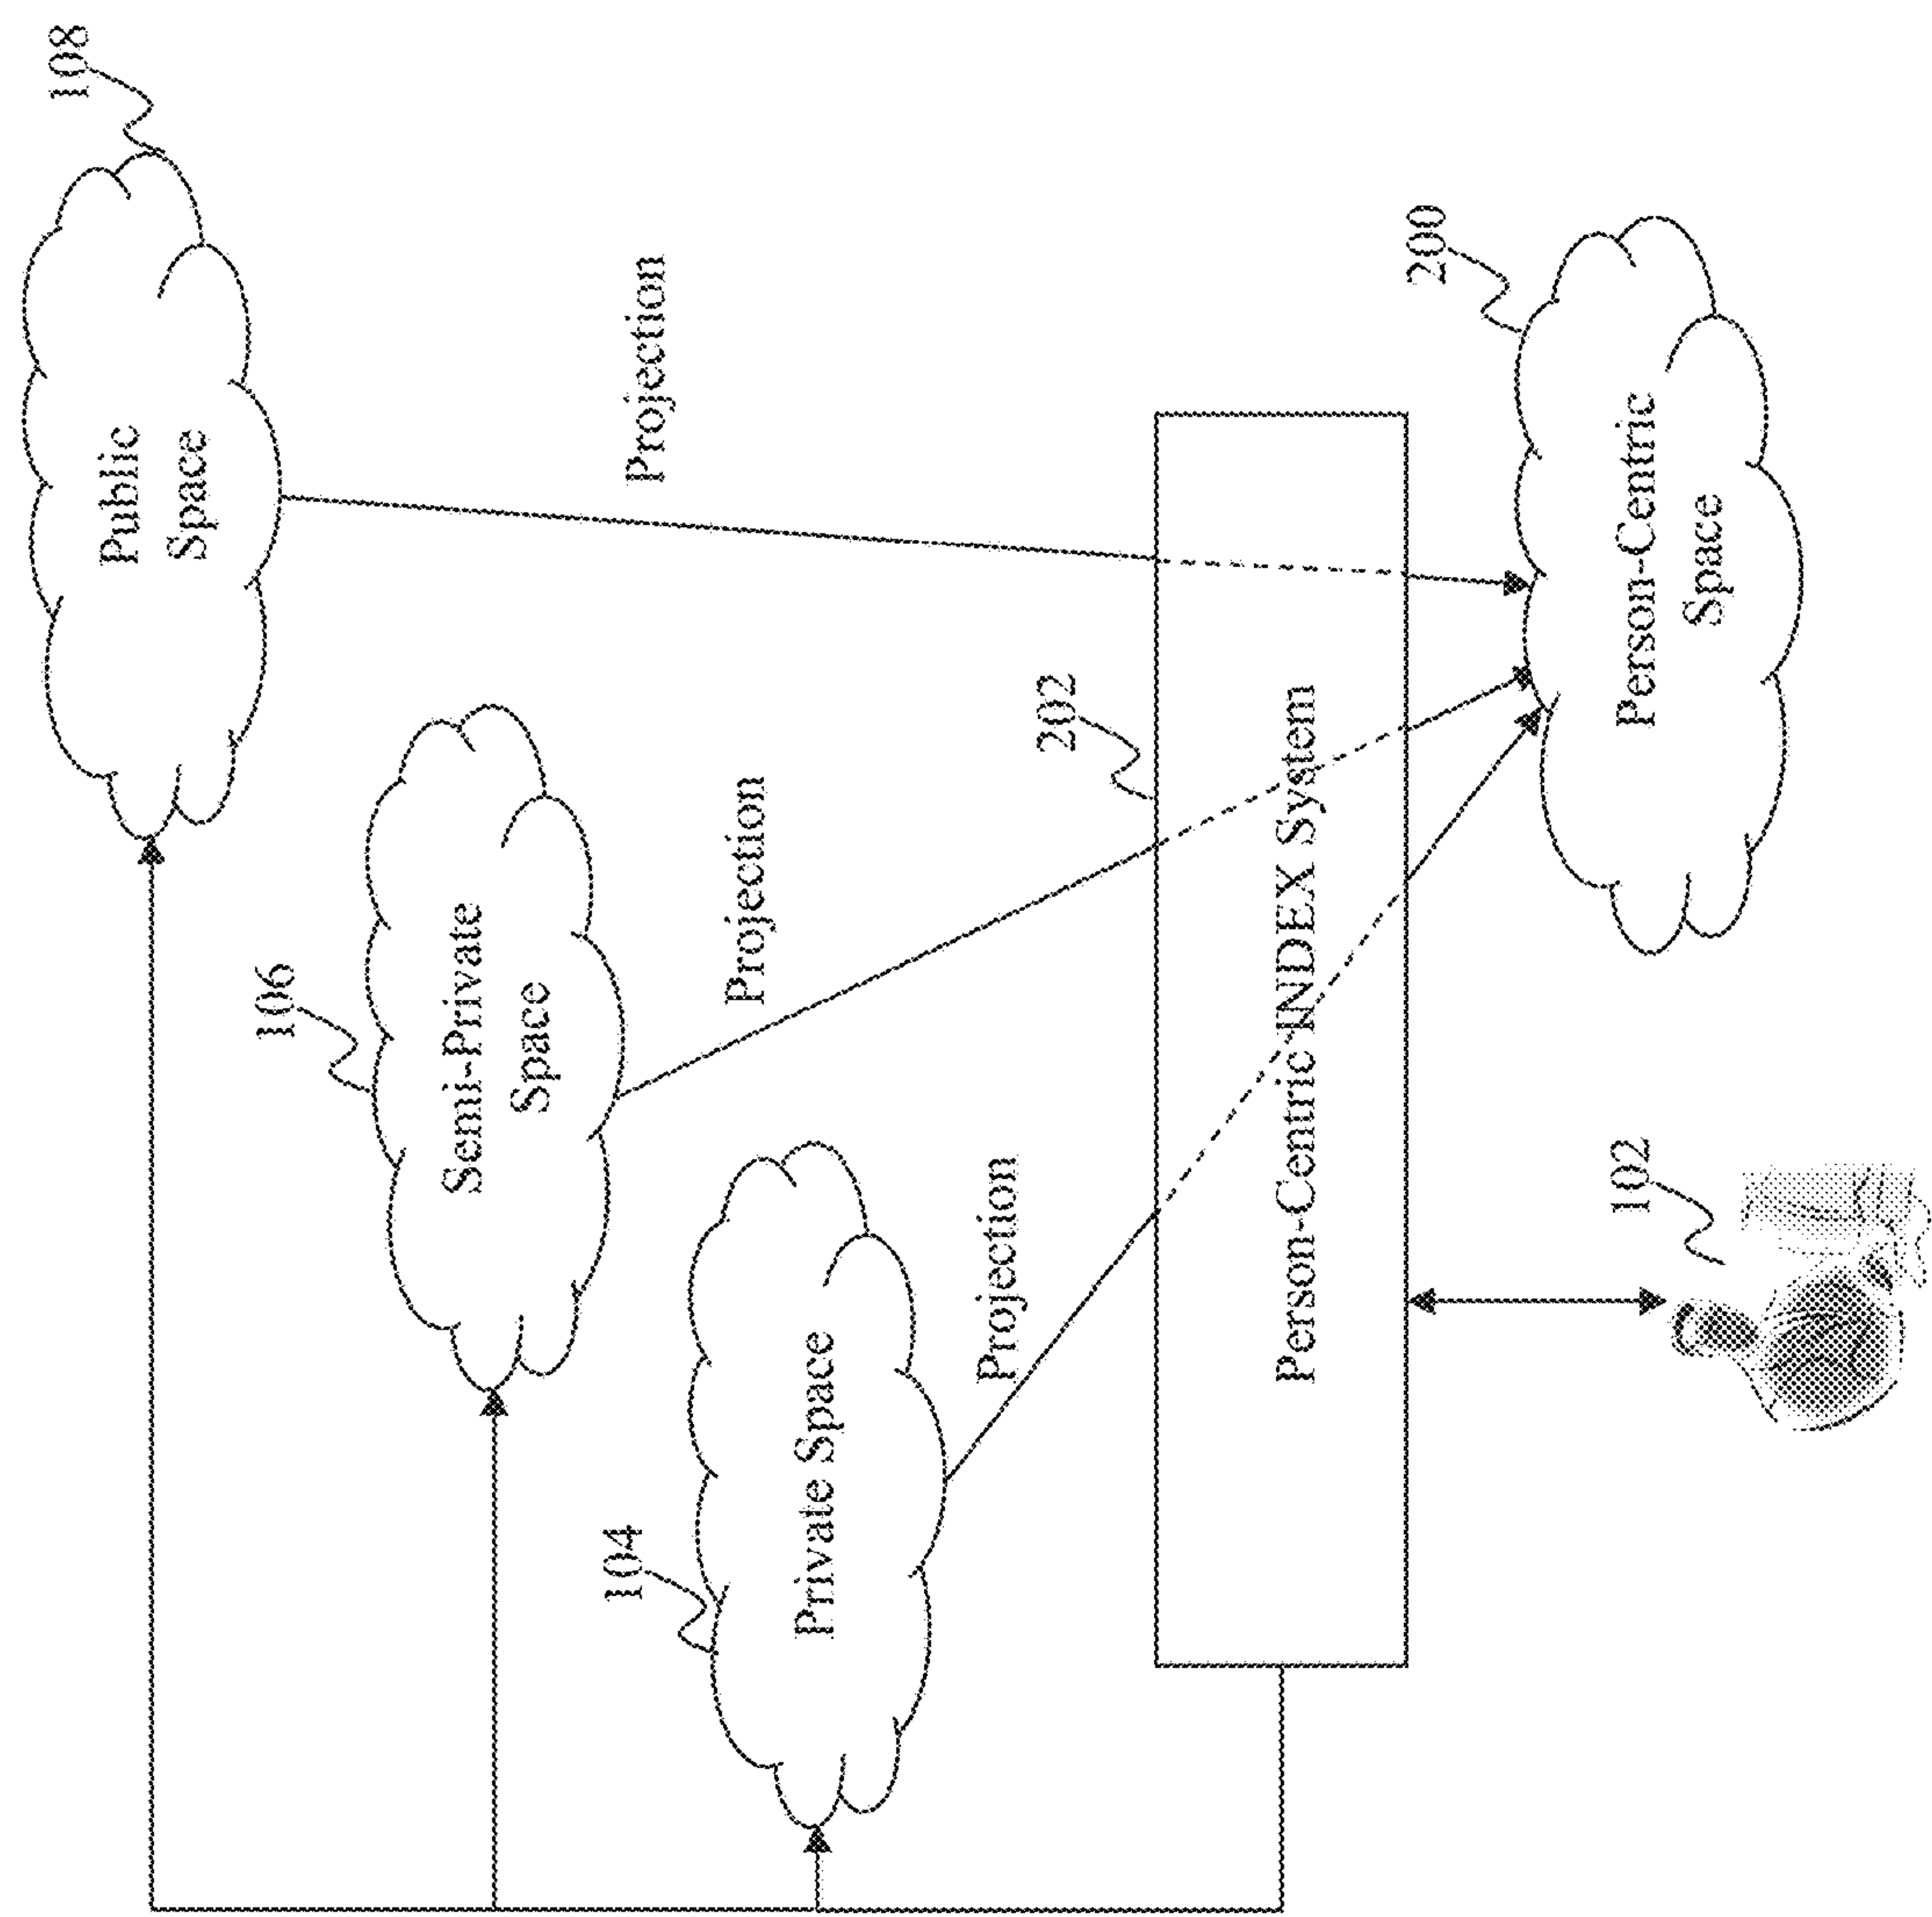 108
Public
Space
Projection
106
Semi-Private
Space
Projection
104
Private Space
Projection
202
Person-Centric INDEX System
200
Person-Centric
Space
102